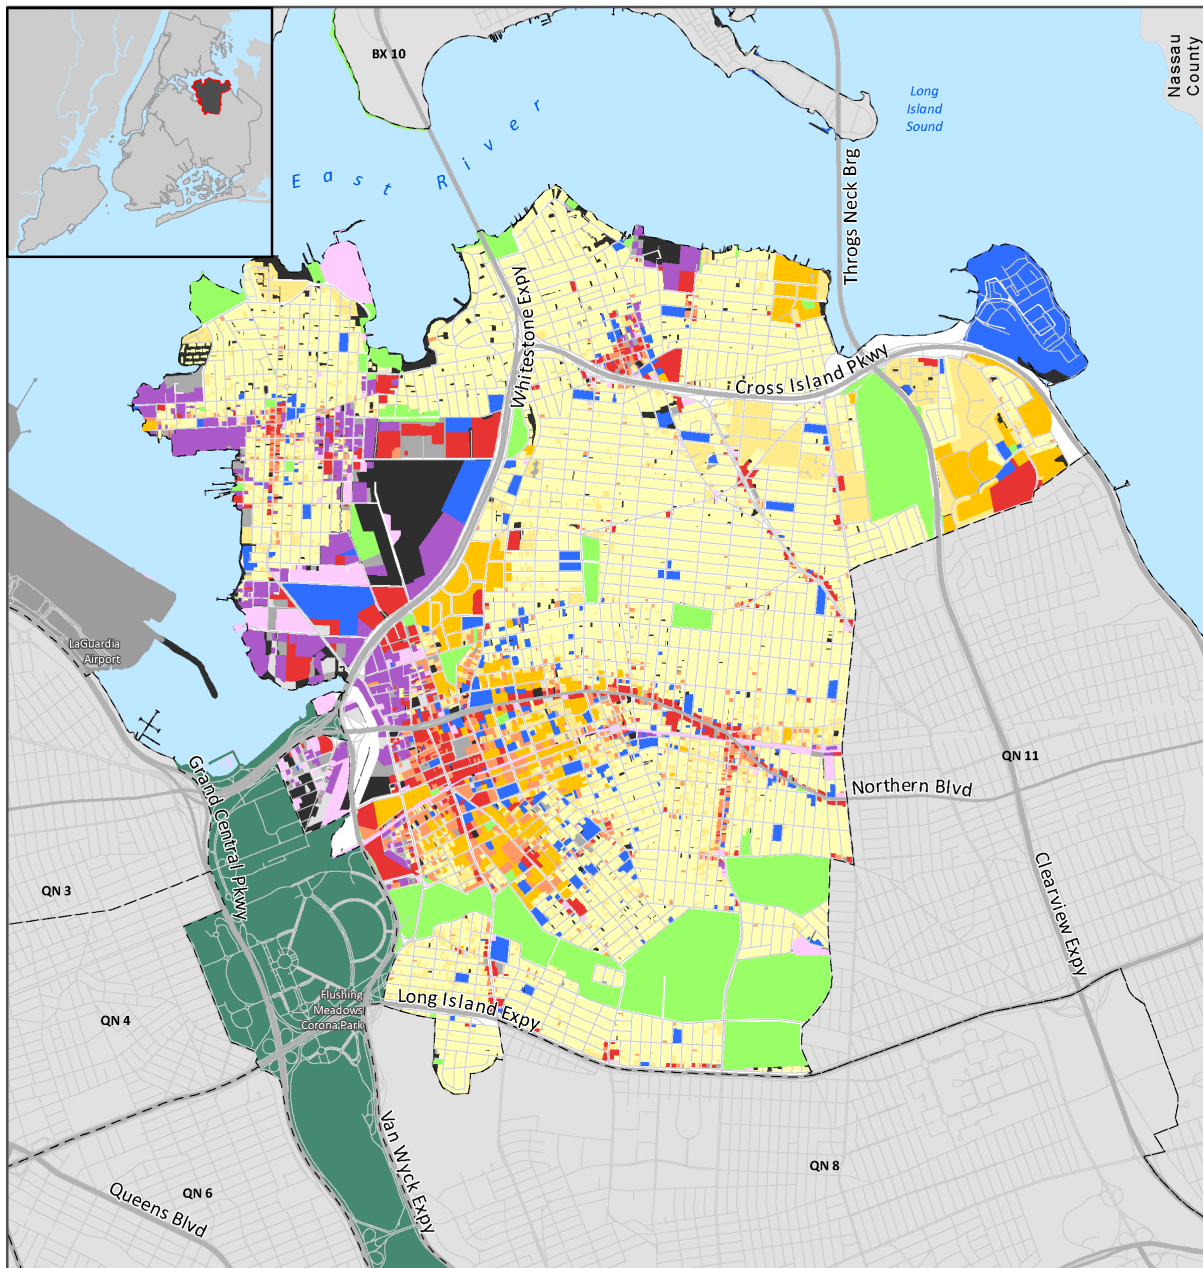 BX 10
Nassau
County
Long
Island
Sound
East River
Throgs Neck Brg
Whitestone Expy
Cross Island Pkwy
LaGuardia
Airport
QN 11
Northern Blvd
Grand Central Pkwy
QN 3
Clearview Expy
Flushing
Meadows
Corona Park
Long Island Expy
QN 4
Van Wyck Expy
QN 8
QN 6
Queens Blvd